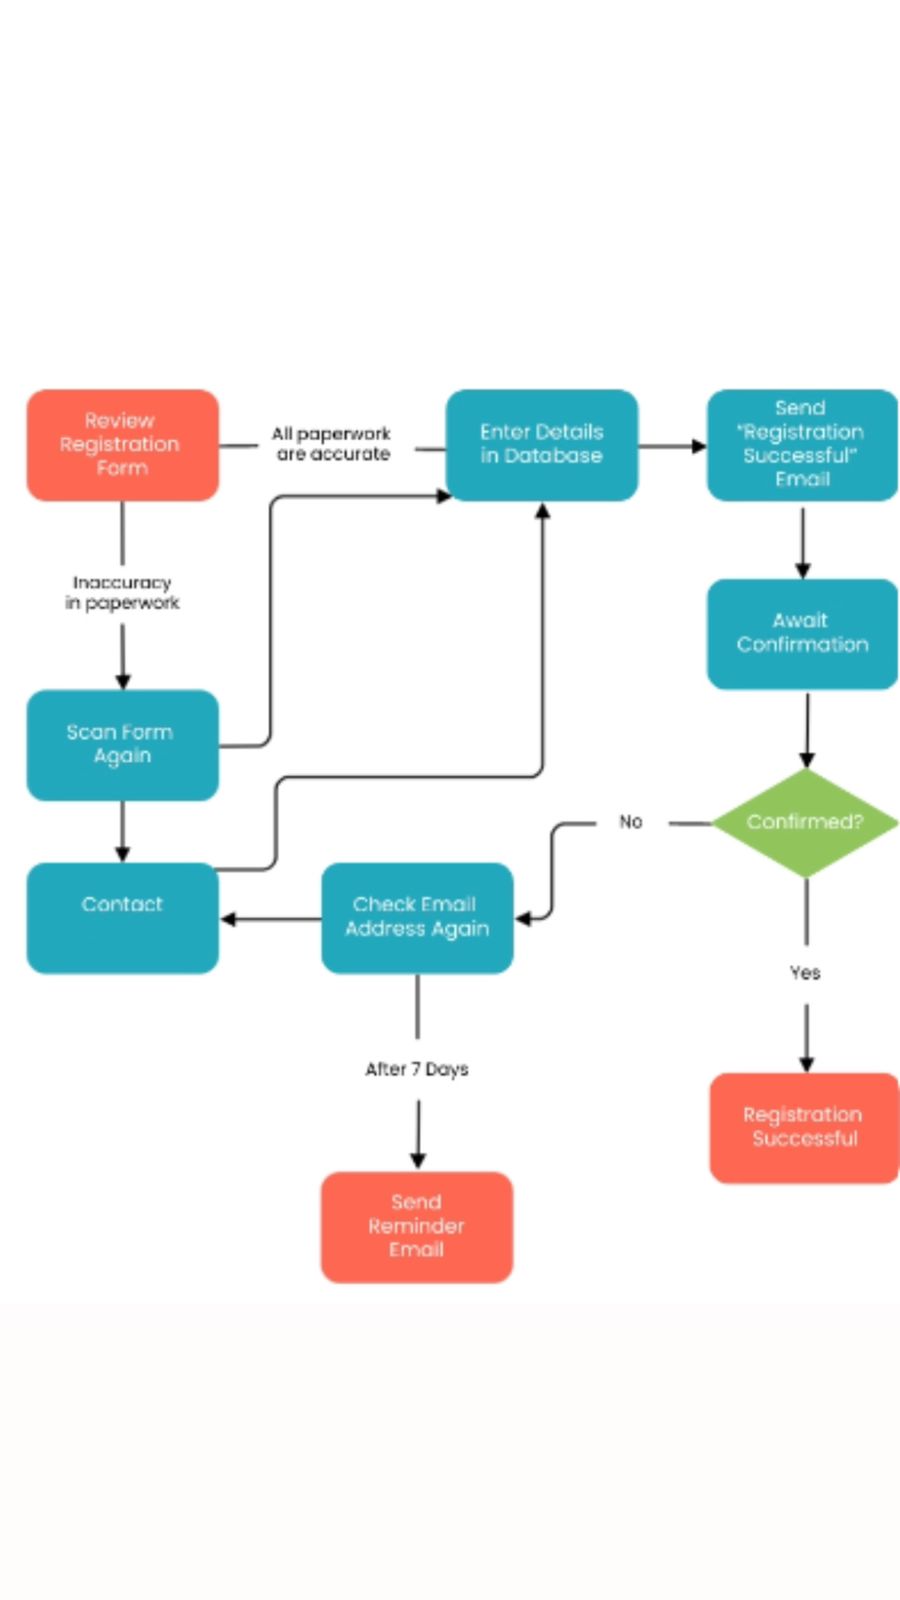 Review
Registration
Form
All paperwork
are accurate
Enter Details
in Database
Send
“Registration
Successful”
Email
Inaccuracy
in paperwork
Await
Confirmation
Scan Form
Again
Confirmed?
No
Contact
Check Email
Address Again
Yes
After 7 Days
Registration
Successful
Send
Reminder
Email